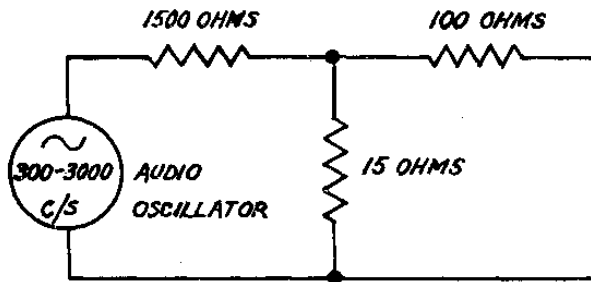 1500 OHMS
100 OHMS
300-3000
C/S
AUDIO
OSCILLATOR
15 OHMS